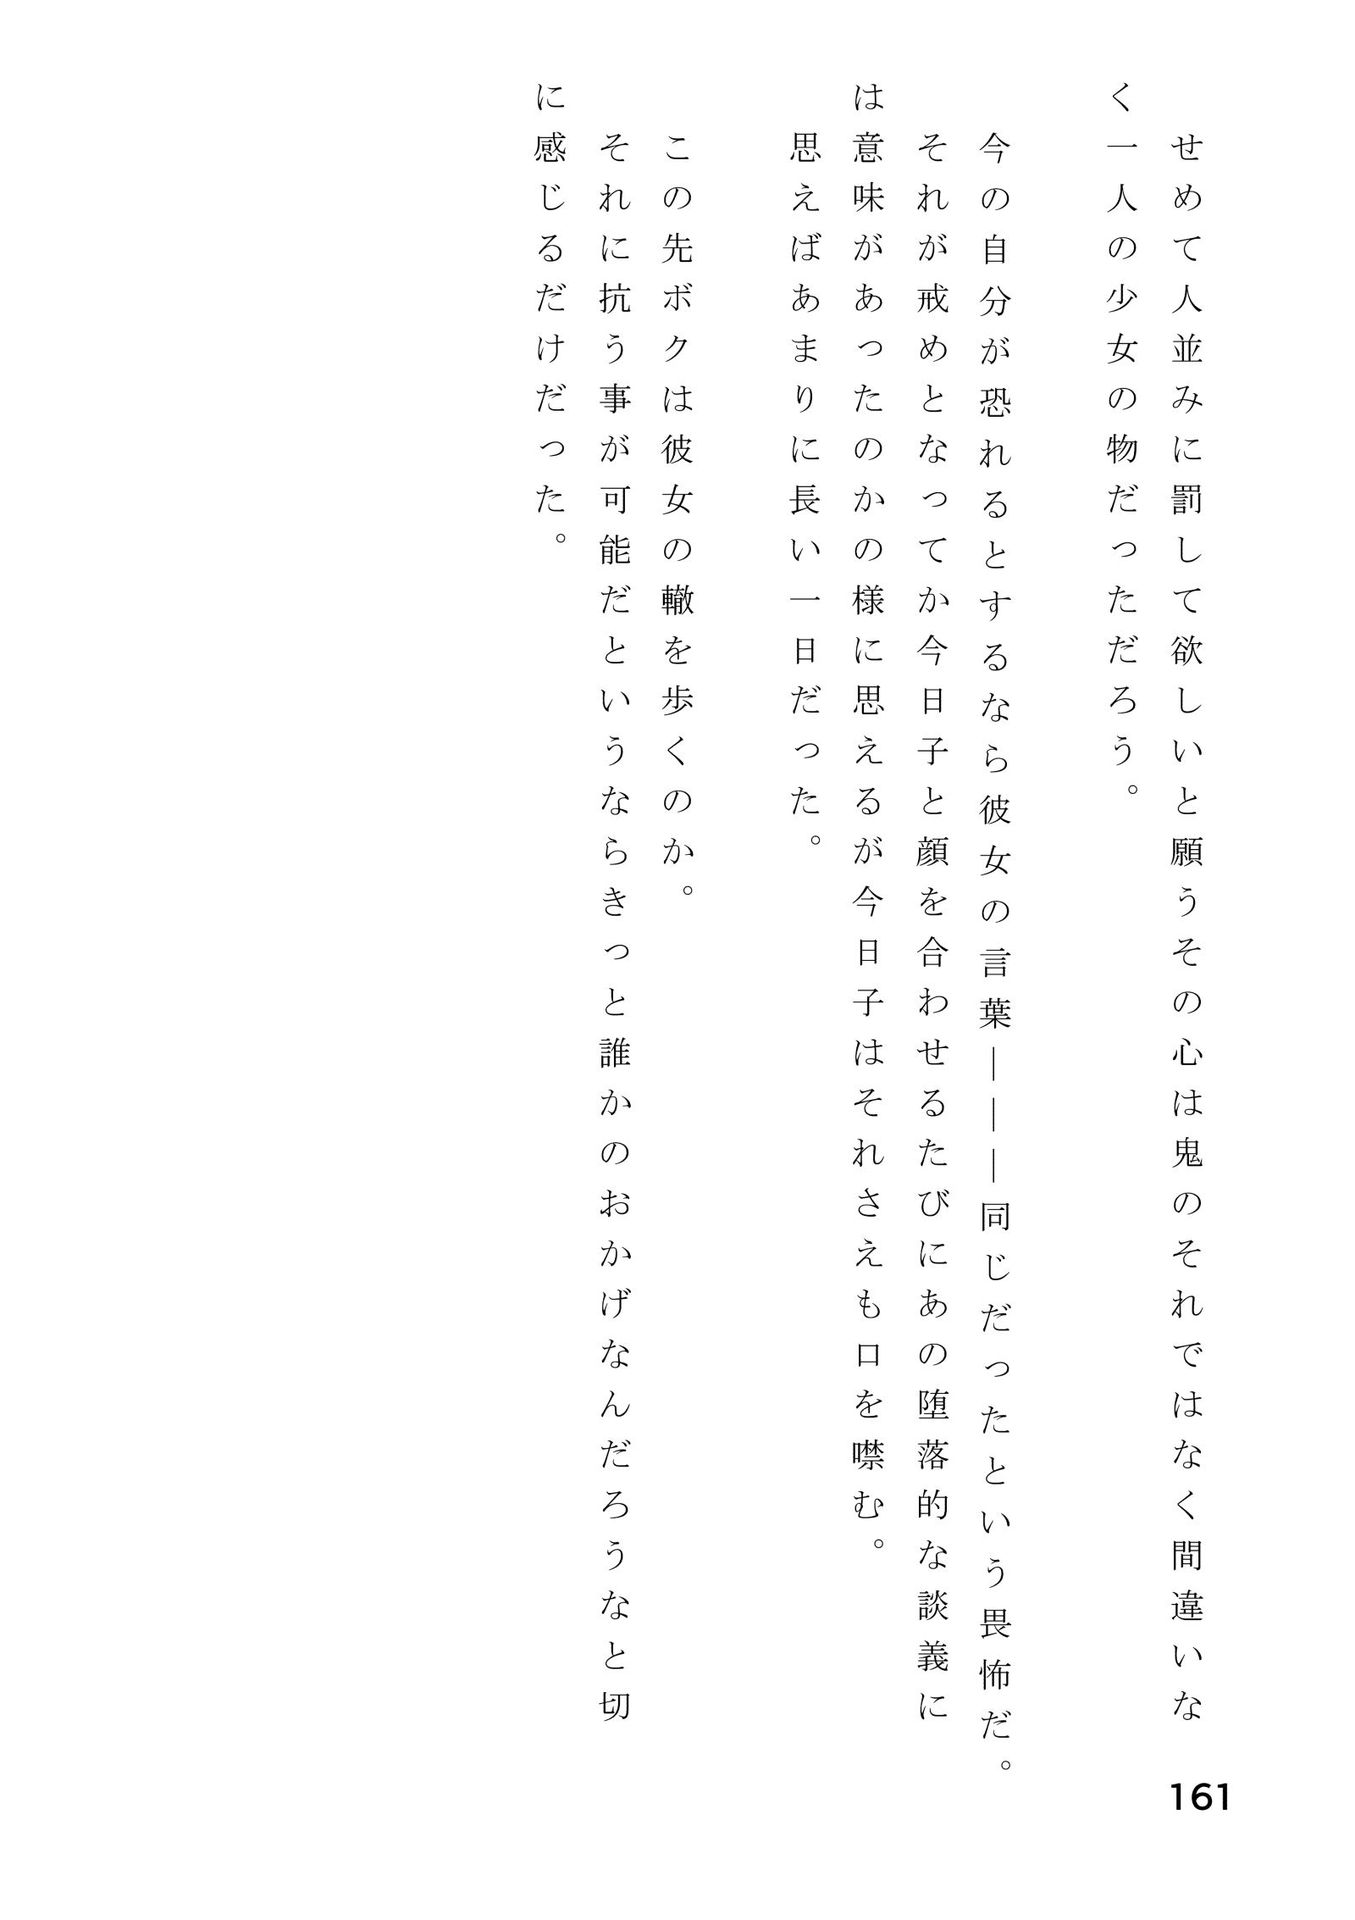 せめて人並みに罰して欲しいと願うその心は鬼のそれではなく間違いな
く一人の少女の物だっただろう。
今の自分が恐れるとするなら彼女の言葉―――同じだったという畏怖だ。
それが戒めとなってか今日子と顔を合わせるたびにあの堕落的な談義に
は意味があったのかの様に思えるが今日子はそれさえも口を噤む。
思えばあまりに長い一日だった。
この先ボクは彼女の轍を歩くのか。
それに抗う事が可能だというならきっと誰かのおかげなんだろうなと切
に感じるだけだった。
161